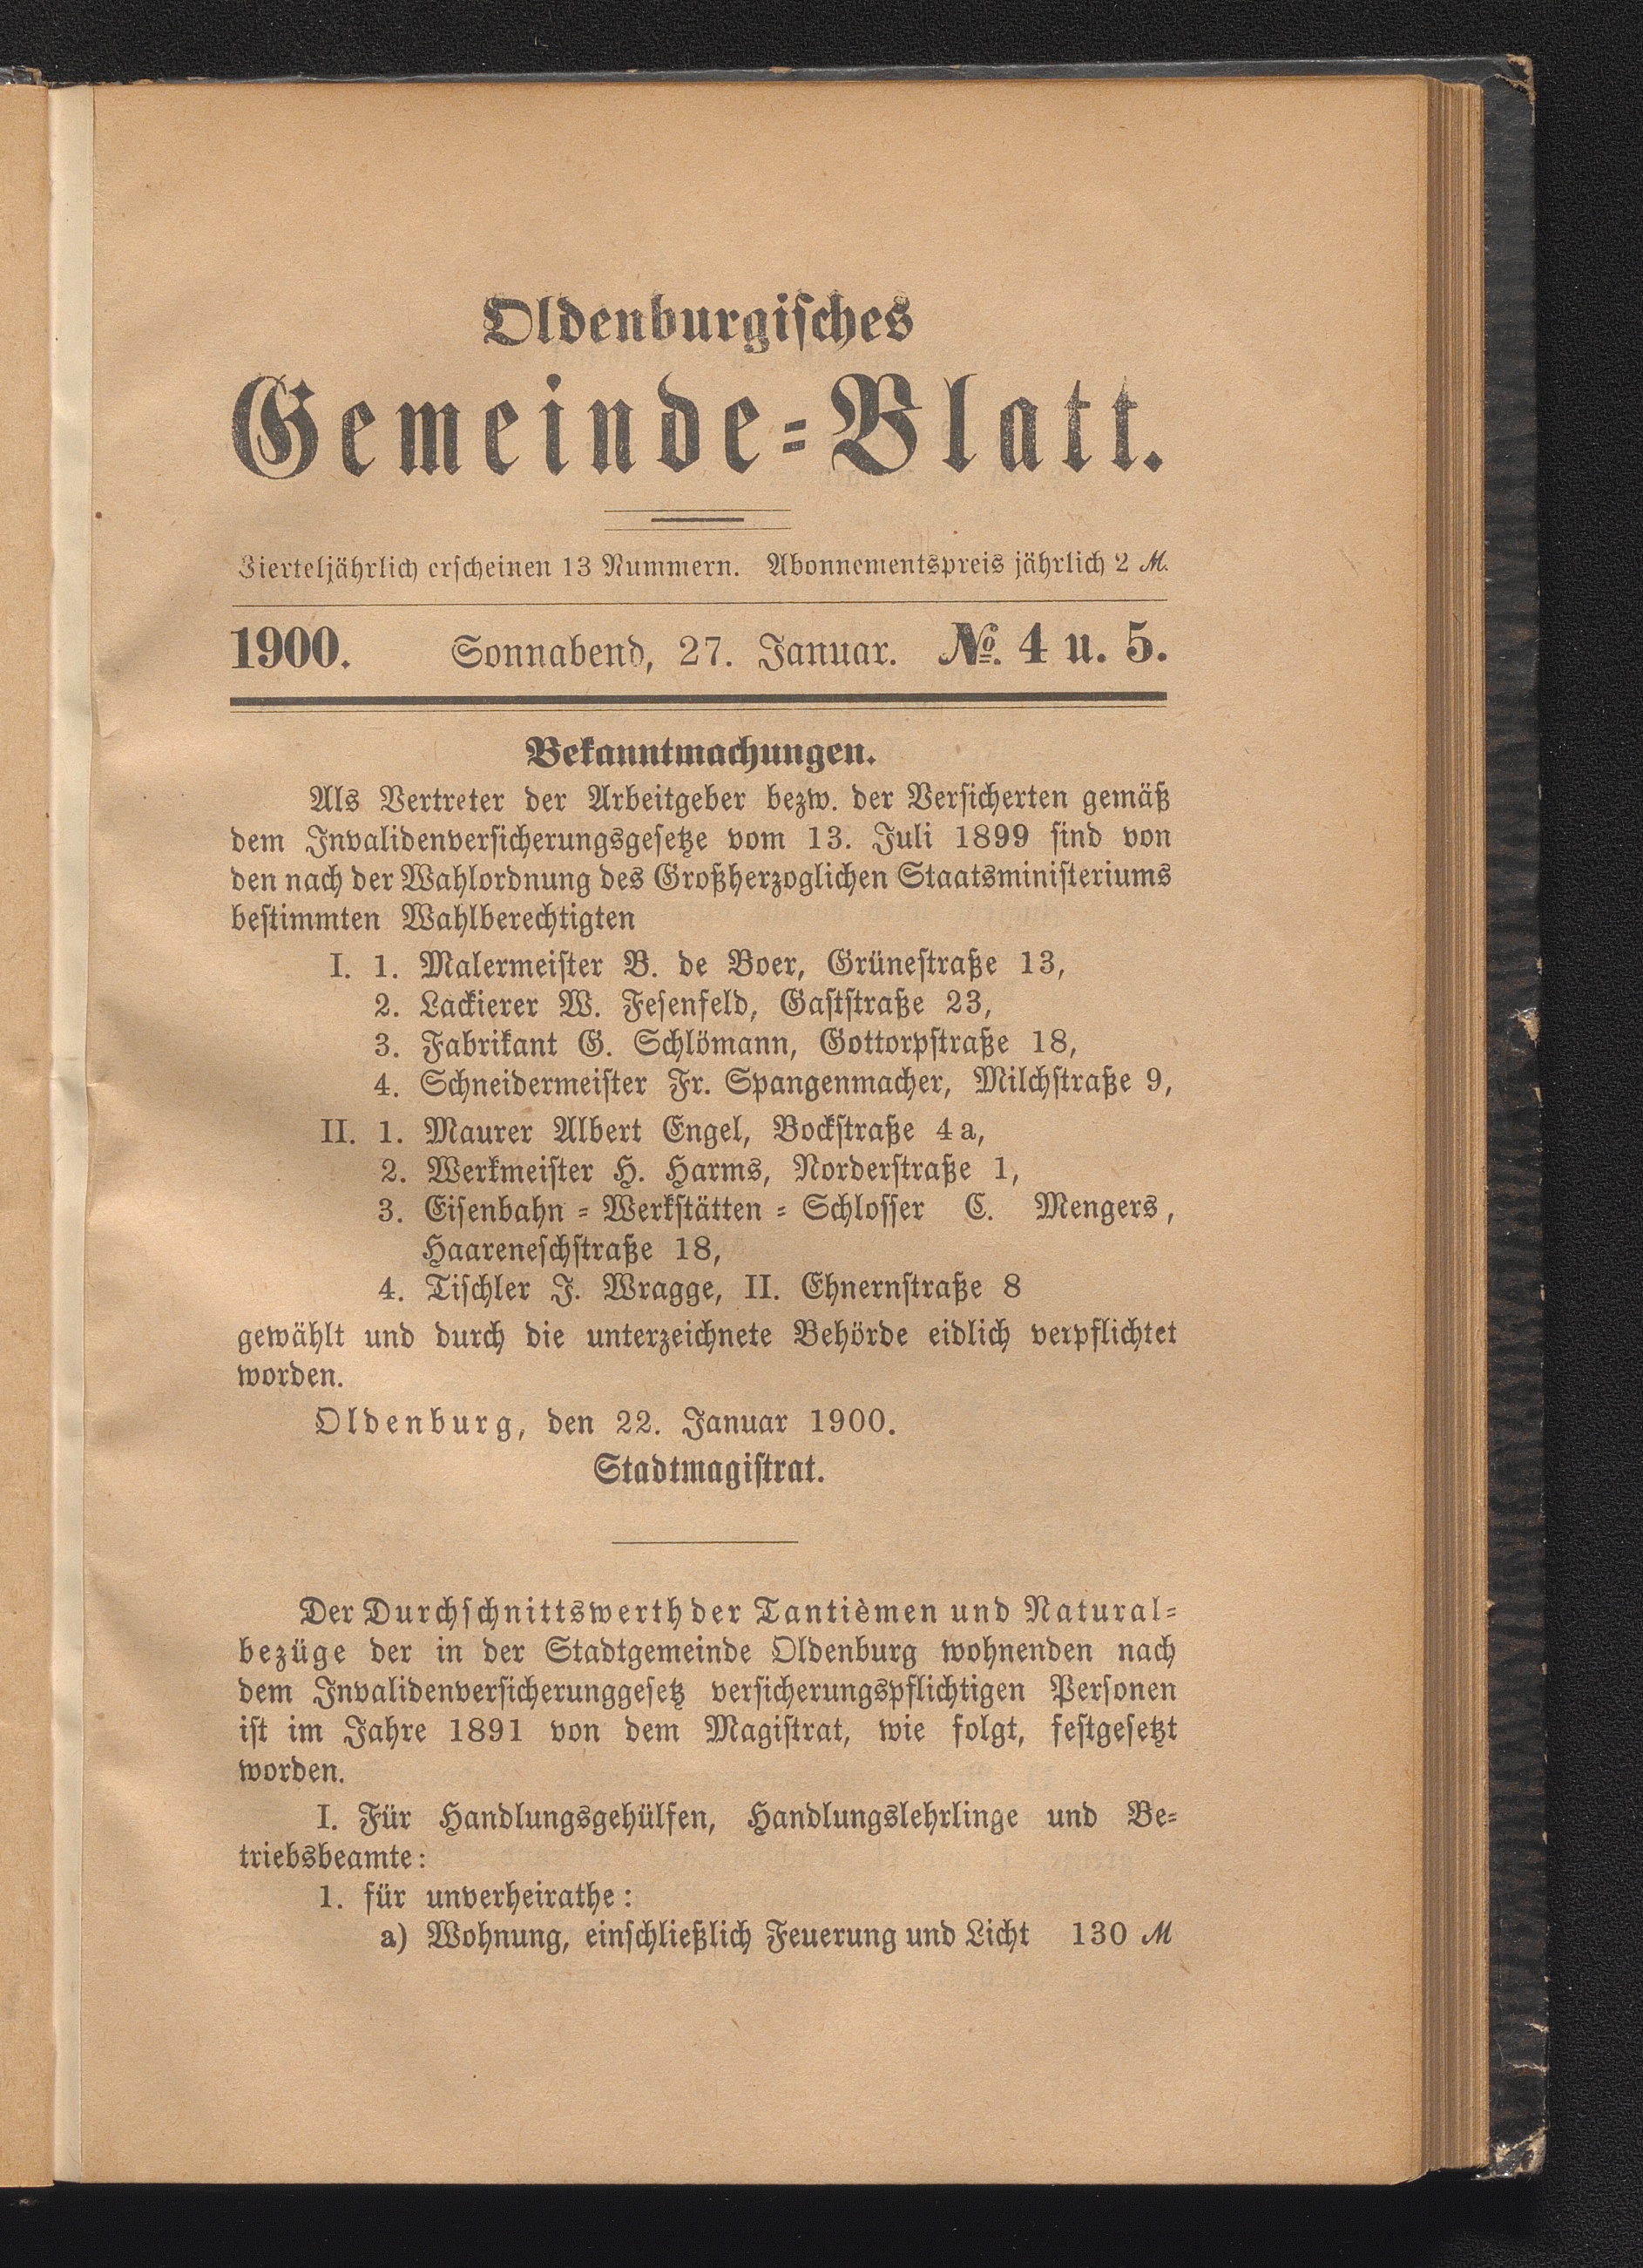 Oldenburgisches
Gemeinde-Blatt.
Vierteljährlich erscheinen 13 Nummern. Abonnementspreis jährlich 2 ℳ.
1900. Sonnabend, 27. Januar. №. 4 u. 5.
Bekanntmachungen.
Als Vertreter der Arbeitgeber bezw. der Versicherten gemäß
dem Invalidenversicherungsgesetze vom 13. Juli 1899 sind von
den nach der Wahlordnung des Großherzoglichen Staatsministeriums
bestimmten Wahlberechtigten
I. 1. Malermeister B. de Boer, Grünestraße 13,
2. Lackierer W. Fesenfeld, Gaststraße 23,
3. Fabrikant G. Schlömann, Gottorpstraße 18,
4. Schneidermeister Fr. Spangenmacher, Milchstraße 9,
II. 1. Maurer Albert Engel, Bockstraße 4 a,
2. Werkmeister H. Harms, Norderstraße 1,
3. Eisenbahn-Werkstätten-Schlosser C. Mengers,
Haareneschstraße 18,
4. Tischler J. Wragge, II. Ehnernstraße 8
gewählt und durch die unterzeichnete Behörde eidlich verpflichtet
worden.
Oldenburg, den 22. Januar 1900.
Stadtmagistrat.
Der Durchschnittswerth der Tantièmen und Natural-
bezüge der in der Stadtgemeinde Oldenburg wohnenden nach
dem Invalidenversicherunggesetz versicherungspflichtigen Personen
ist im Jahre 1891 von dem Magistrat, wie folgt, festgesetzt
worden.
I. Für Handlungsgehülfen, Handlungslehrlinge und Be-
triebsbeamte:
1. für unverheirathe:
a) Wohnung, einschließlich Feuerung und Licht 130 ℳ